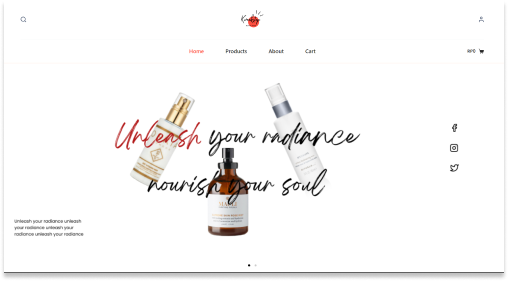 Home Products About Cart RP0
Unleash your radiance
nourish your soul
Unleash your radiance unleash
your radiance unleash your
radiance unleash your radiance